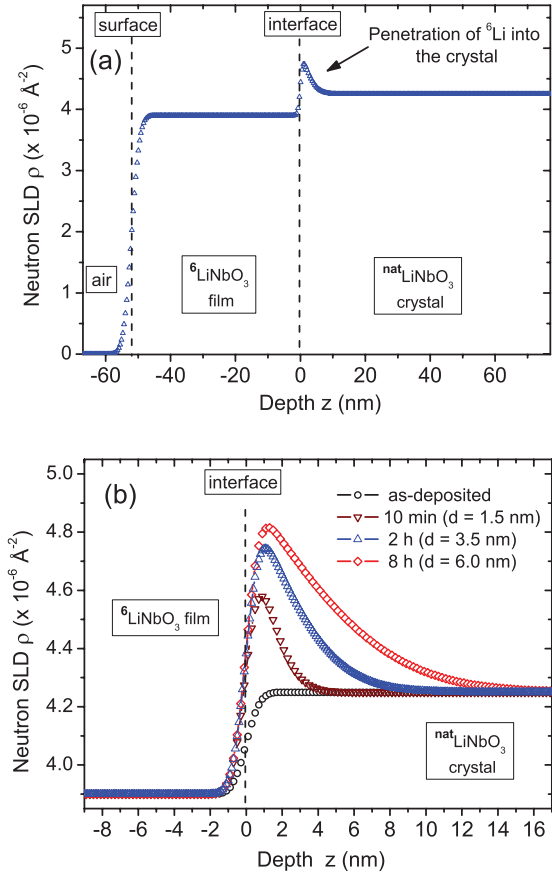 surface
interface
(a)
Penetration of ⁶Li into
the crystal
Neutron SLD ρ (x 10⁻⁶ Å⁻²)
5
4
3
2
1
0
air
⁶LiNbO₃
film
natLiNbO₃
crystal
-60 -40 -20 0 20 40 60
Depth z (nm)
(b)
interface
as-deposited
10 min (d = 1.5 nm)
2 h (d = 3.5 nm)
8 h (d = 6.0 nm)
⁶LiNbO₃ film
Neutron SLD ρ (x 10⁻⁶ Å⁻²)
5.0
4.8
4.6
4.4
4.2
4.0
natLiNbO₃
crystal
-8 -6 -4 -2 0 2 4 6 8 10 12 14 16
Depth z (nm)